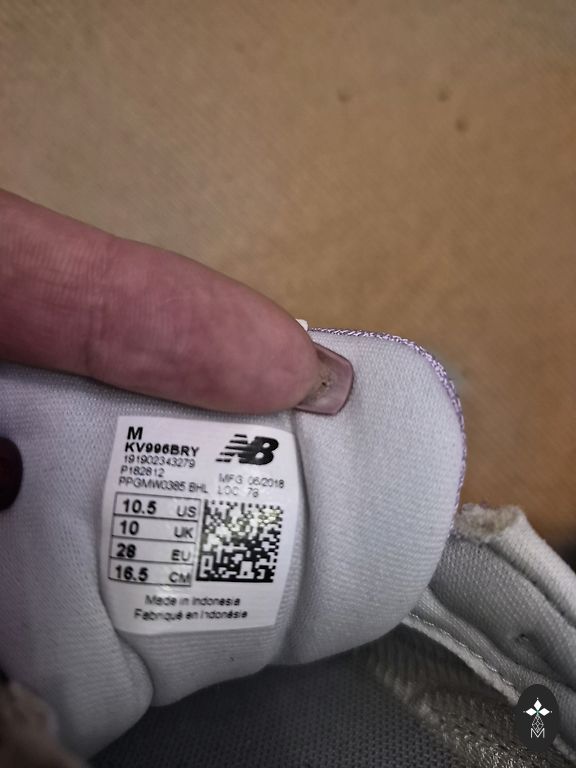 M
KV996BRY
NB
191902343279
P182812
PPGMW0385 BHL
MFG 06/2018
LOC: 79
10.5 US
10 UK
28 EU
16.5 CM
Made in Indonesia
Fabriqué en Indonésie
M